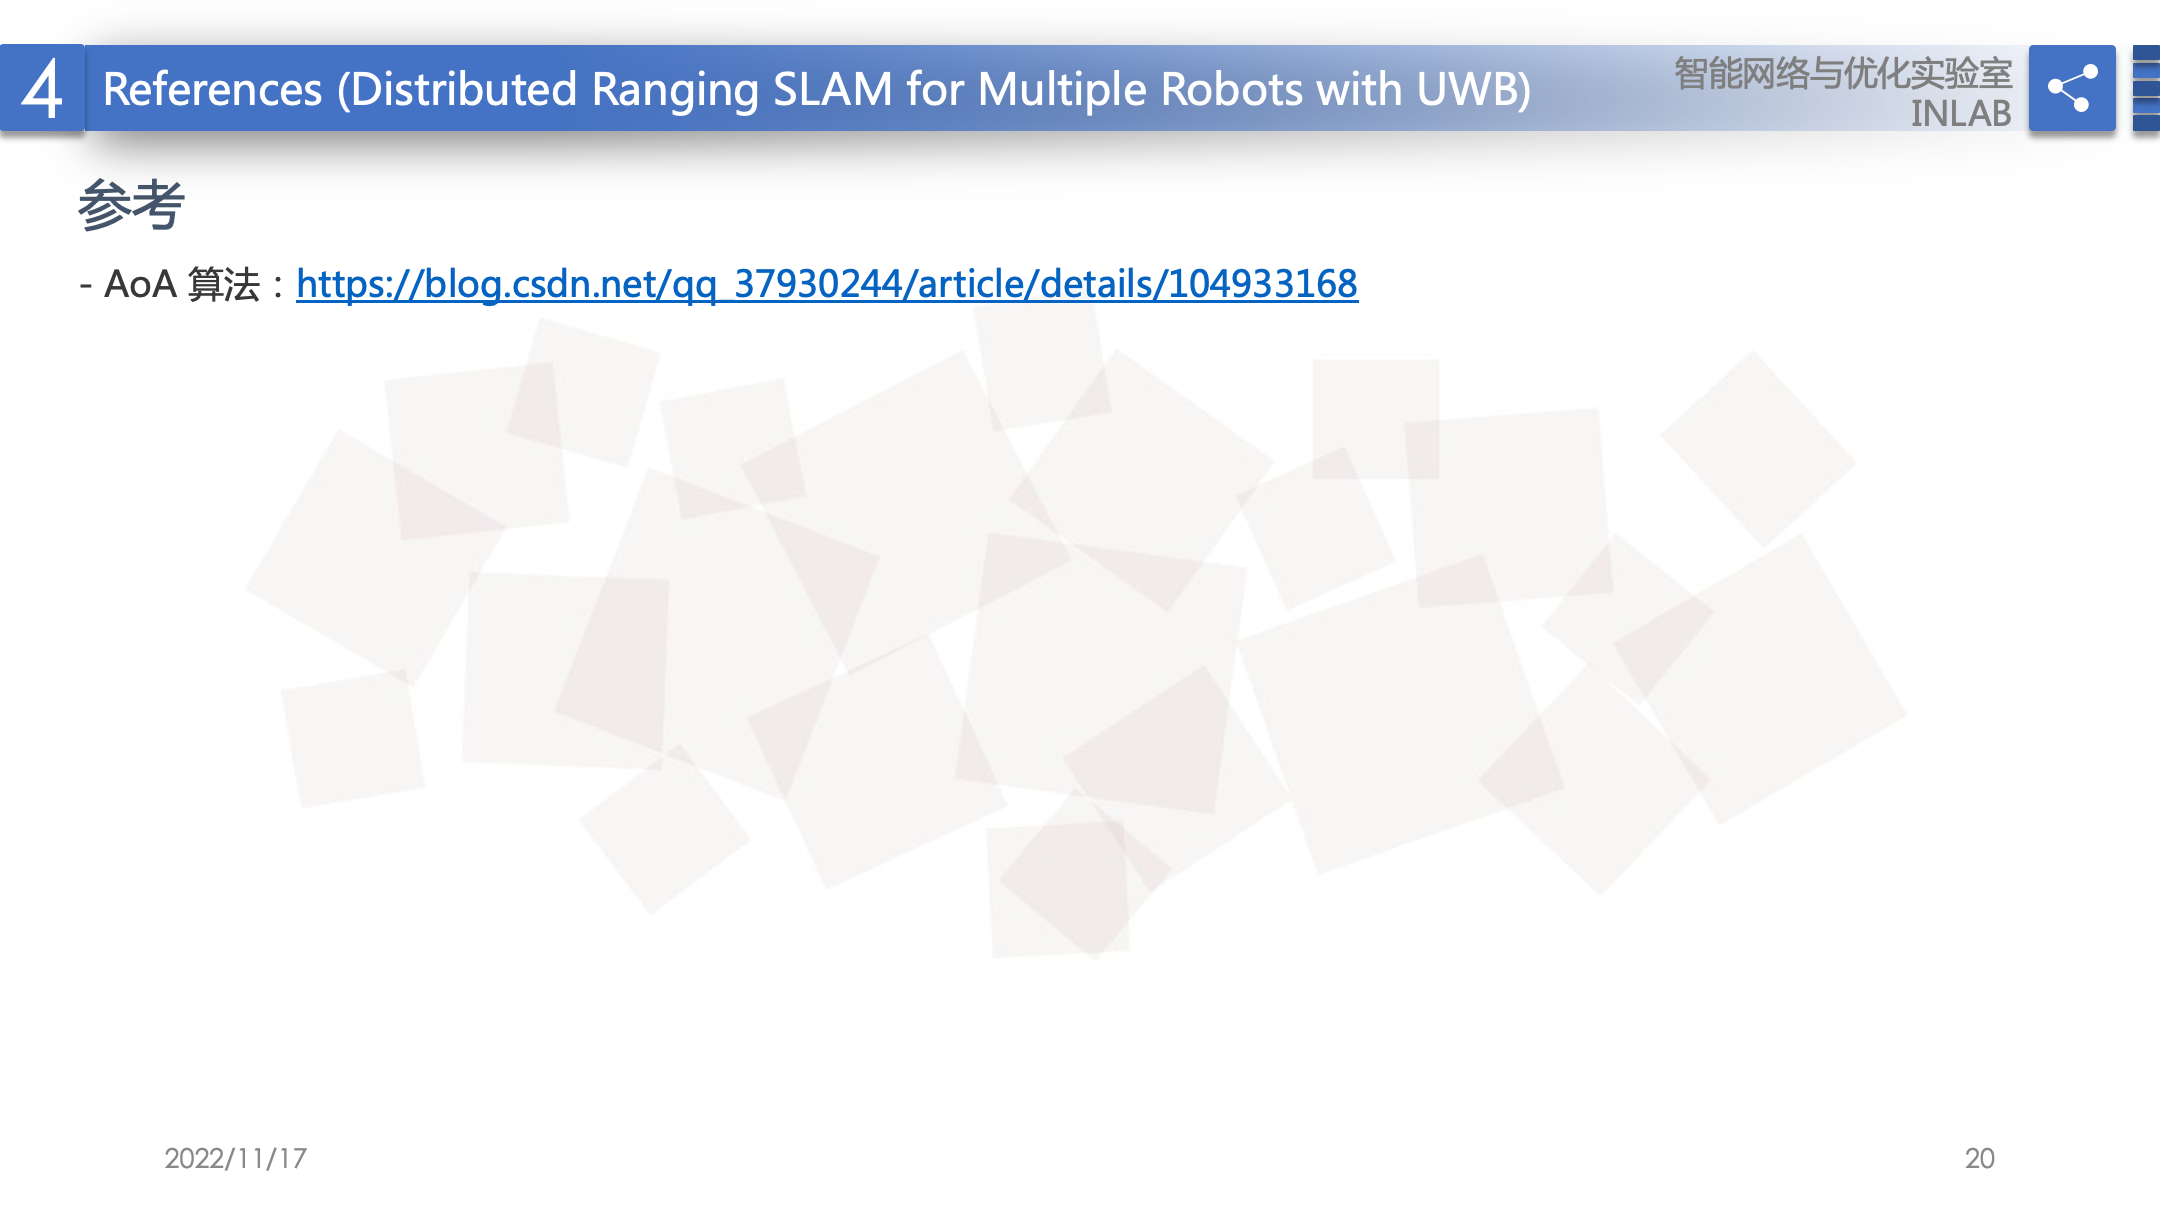 4
References (Distributed Ranging SLAM for Multiple Robots with UWB)
智能网络与优化实验室
INLAB
参考
- AoA 算法：https://blog.csdn.net/qq_37930244/article/details/104933168
2022/11/17
20